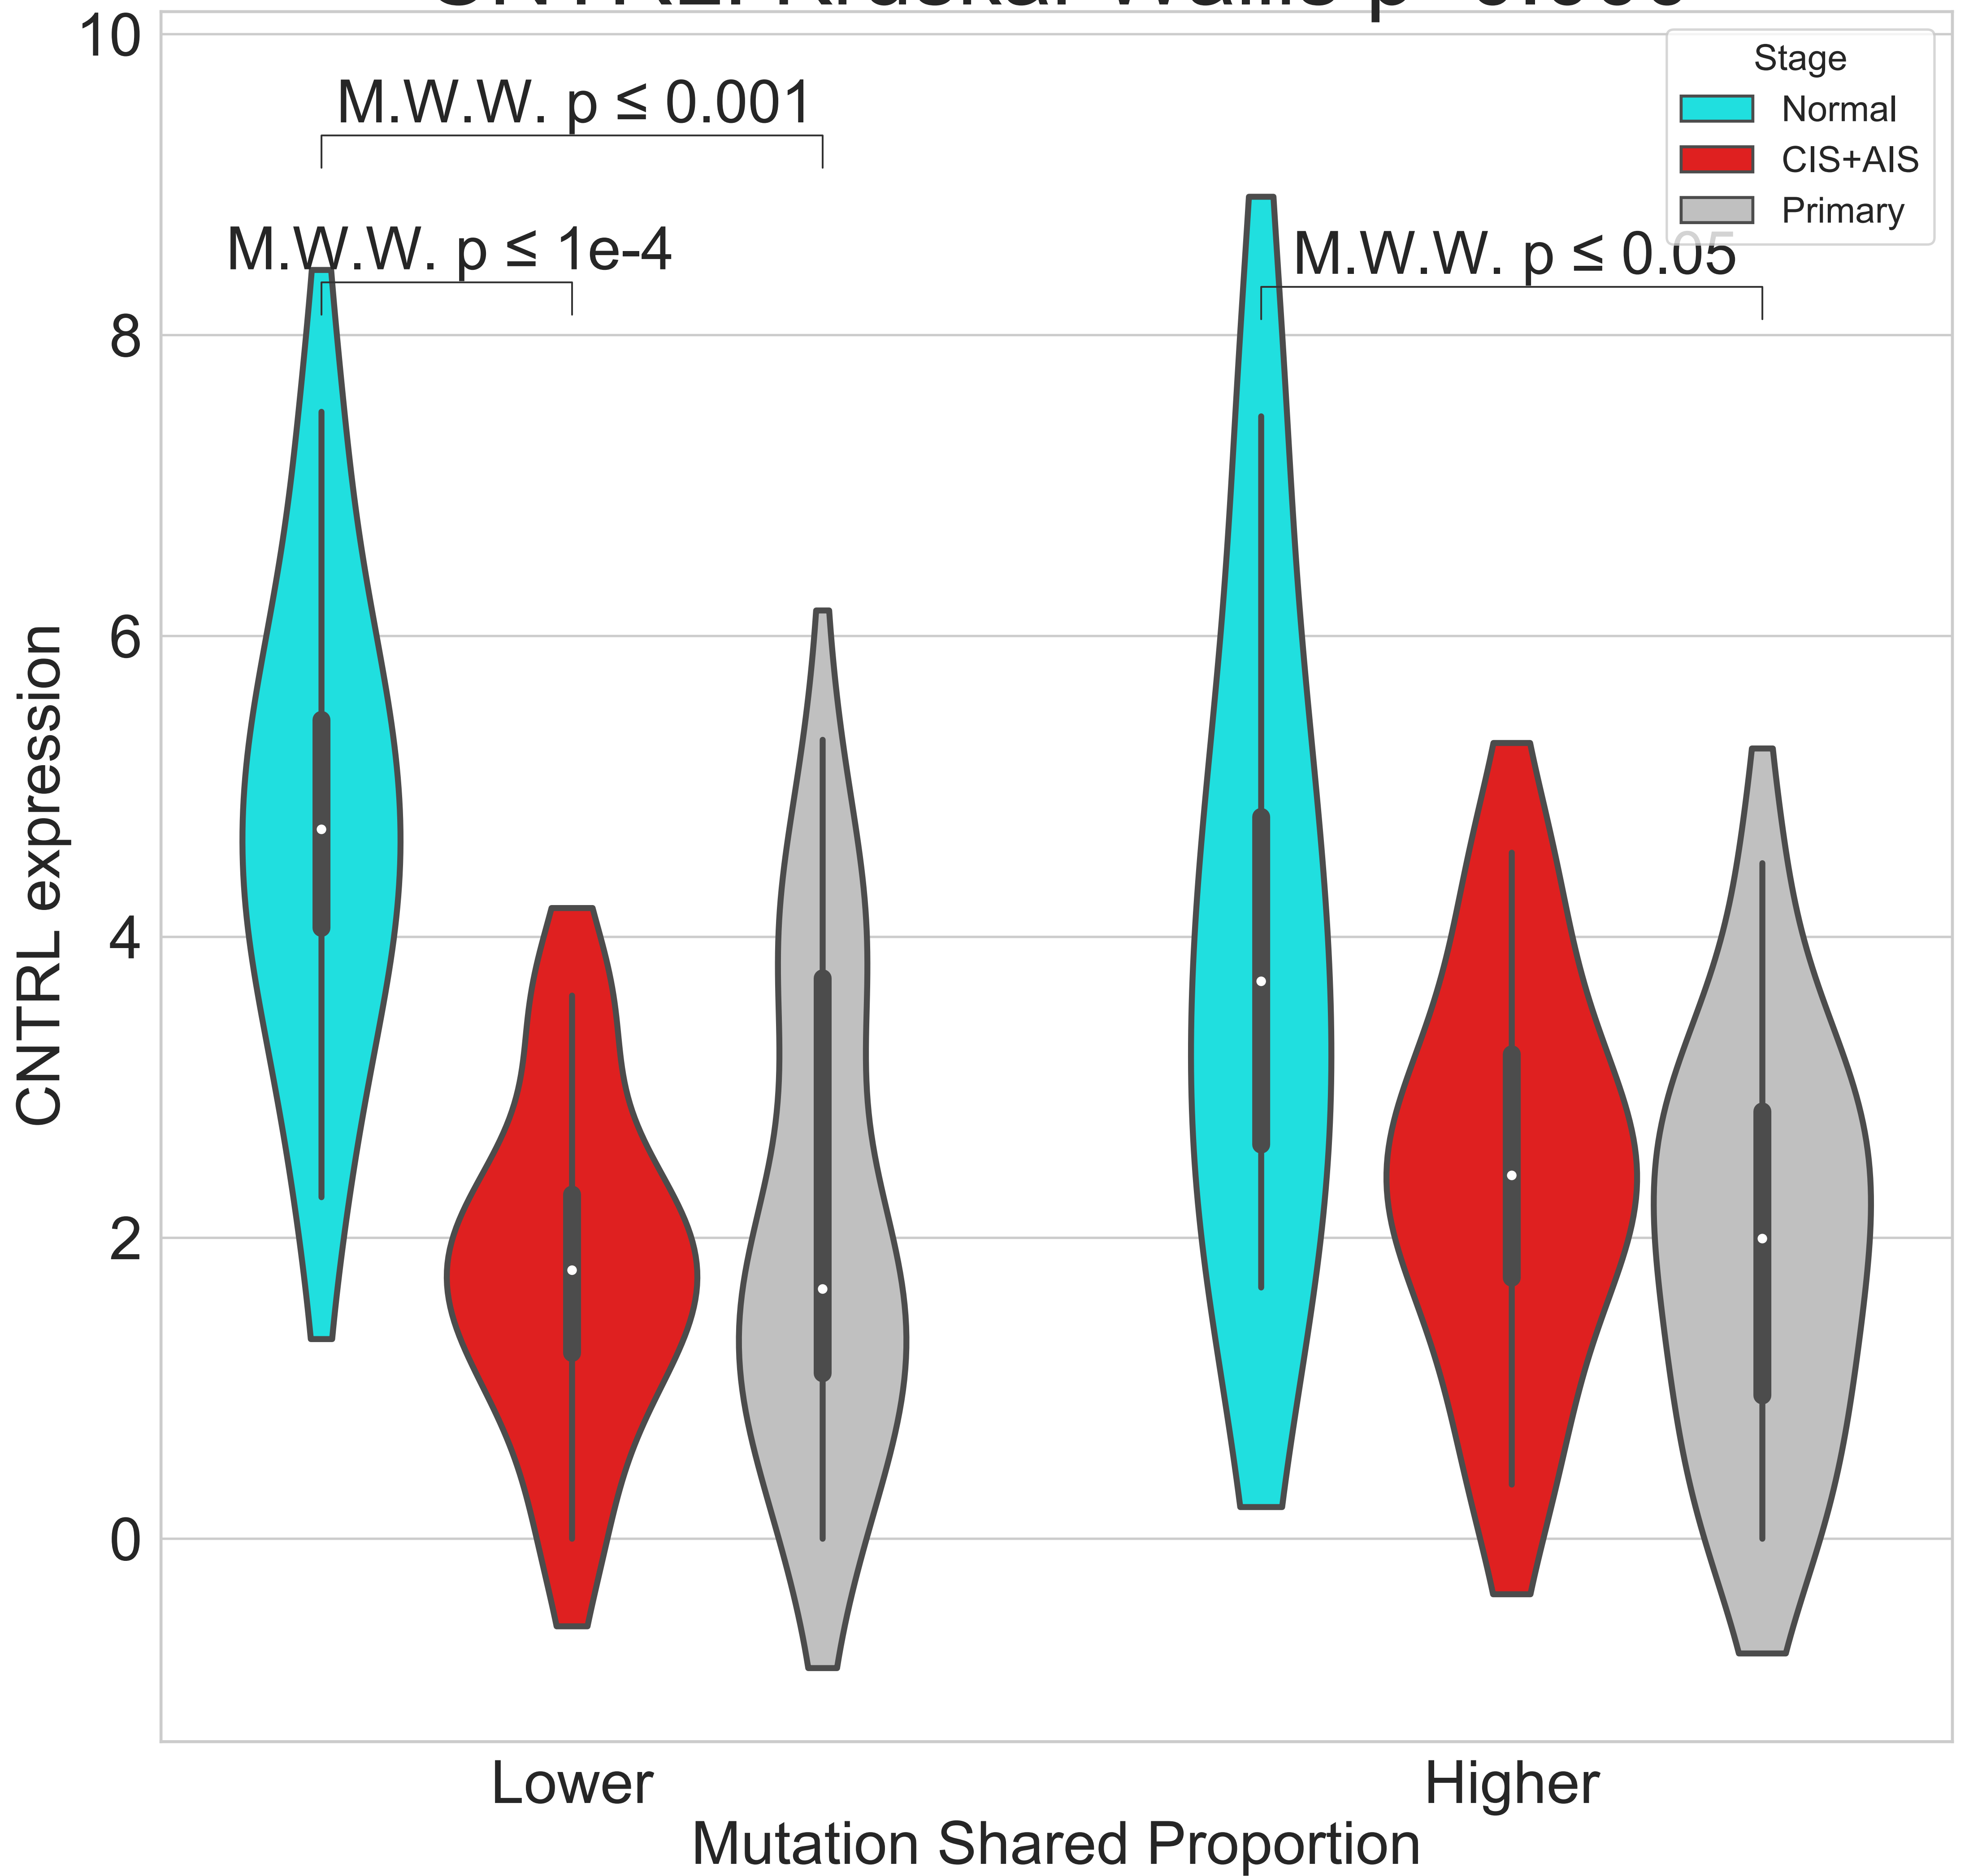 10
8
6
4
2
0
CNTRL expression
M.W.W. p ≤ 0.001
M.W.W. p ≤ 1e-4
M.W.W. p ≤ 0.05
Stage
Normal
CIS+AIS
Primary
Lower
Higher
Mutation Shared Proportion